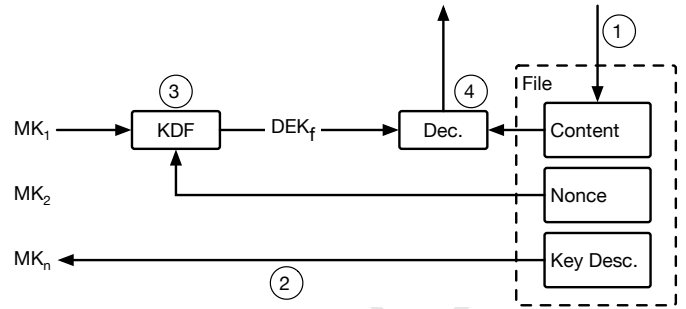 1
File
3
4
MK1
KDF
DEKf
Dec.
Content
MK2
Nonce
MKn
Key Desc.
2